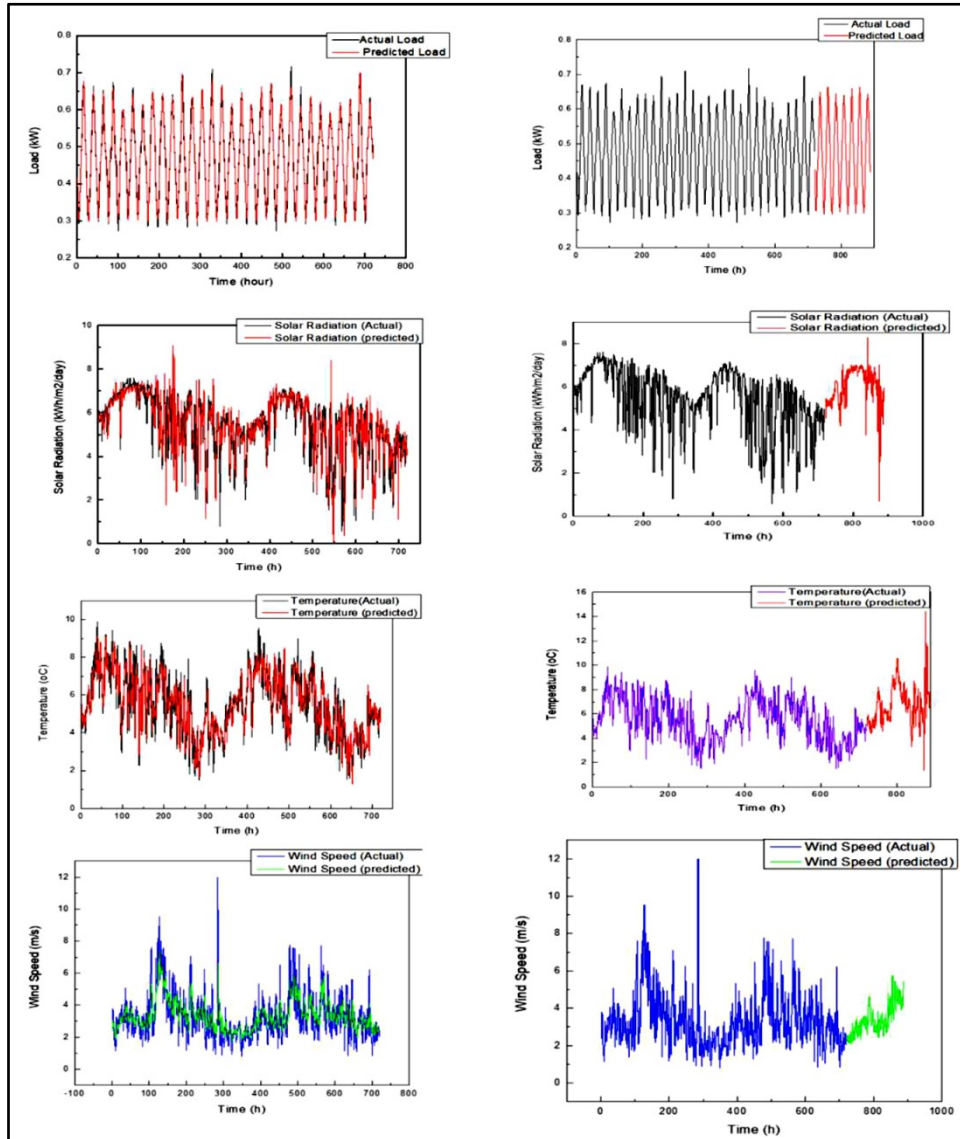 Actual Load
Predicted Load
0.8
0.7
0.6
0.5
0.4
0.3
0.2
Load (kW)
0 100 200 300 400 500 600 700 800
Time (hour)
Actual Load
Predicted Load
0.8
0.7
0.6
0.5
0.4
0.3
0.2
Load (kW)
0 200 400 600 800
Time (h)
Solar Radiation (Actual)
Solar Radiation (predicted)
10
8
6
4
2
0
Solar Radiation (kWh/m2/day)
0 100 200 300 400 500 600 700
Time (h)
Solar Radiation (Actual)
Solar Radiation (predicted)
8
6
4
2
0
Solar Radiation (kWh/m2/day)
0 200 400 600 800 1000
Time (h)
Temperature(Actual)
Temperature (predicted)
10
8
6
4
2
0
Temperature (oC)
0 100 200 300 400 500 600 700
Time (h)
Temperature(Actual)
Temperature (predicted)
16
14
12
10
8
6
4
2
0
Temperature (oC)
0 200 400 600 800
Time (h)
Wind Speed (Actual)
Wind Speed (predicted)
12
10
8
6
4
2
0
Wind Speed (m/s)
-100 0 100 200 300 400 500 600 700 800
Time (h)
Wind Speed (Actual)
Wind Speed (predicted)
12
10
8
6
4
2
0
Wind Speed (m/s)
0 200 400 600 800 1000
Time (h)